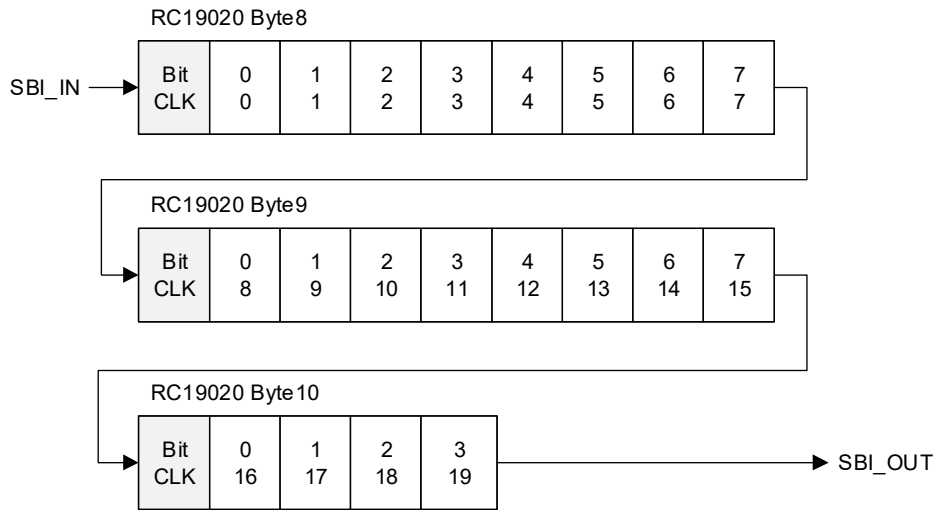 RC19020 Byte8
SBI_IN
Bit 0 1 2 3 4 5 6 7
CLK 0 1 2 3 4 5 6 7
RC19020 Byte9
Bit 0 1 2 3 4 5 6 7
CLK 8 9 10 11 12 13 14 15
RC19020 Byte10
Bit 0 1 2 3
CLK 16 17 18 19
SBI_OUT